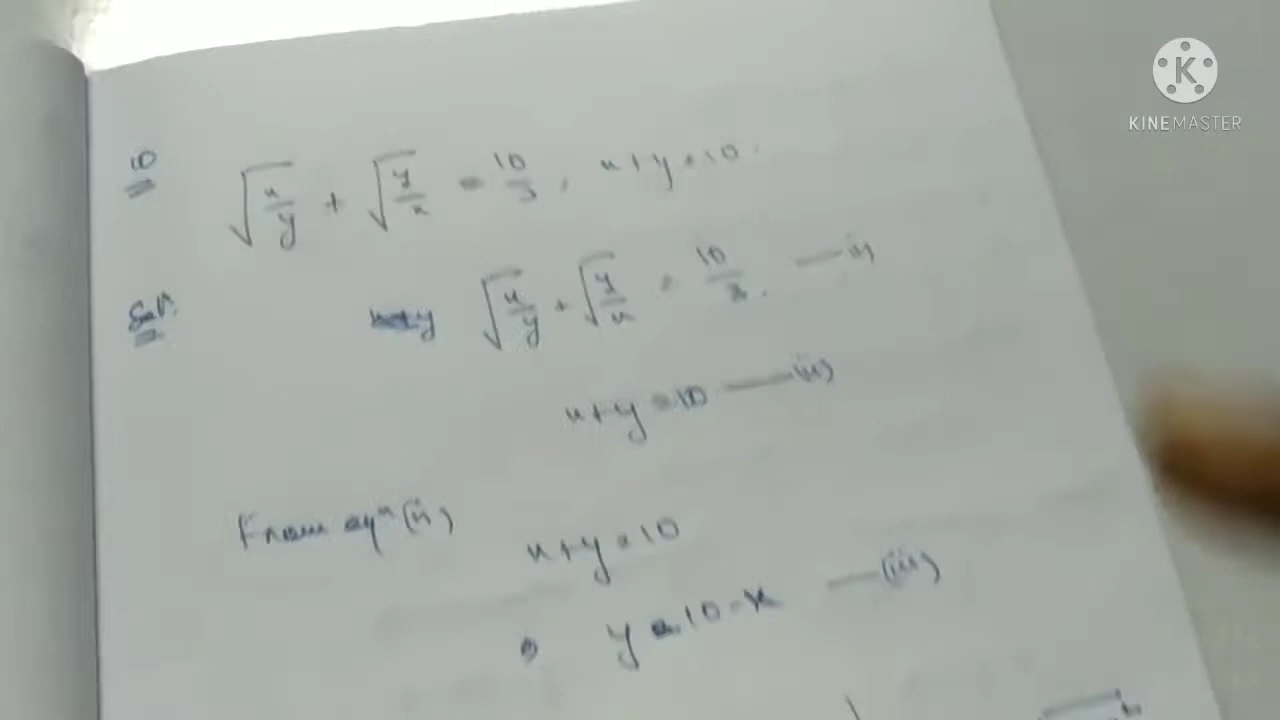 KINEMASTER
10 √(x/y) + √(y/x) = 10/3, x+y=10.
Solⁿ. √(x/y) + √(y/x) = 10/3. —(i)
x+y=10 —(ii)
From eqⁿ(ii)
x+y=10
y=10-x —(iii)